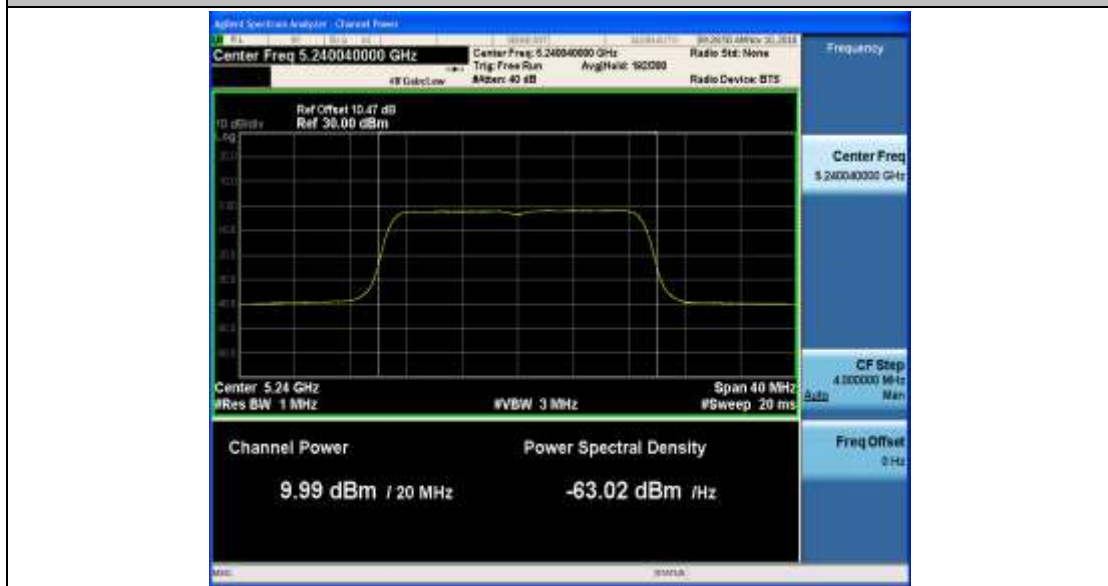 Agilent Spectrum Analyzer - Channel Power
Center Freq 5.240040000 GHz
Center Freq: 5.240040000 GHz
Radio Std: None
Trig: Free Run
Avg|Hold:
#IFGain:Low
#Atten: 40 dB
Radio Device: BTS
Ref Offset 10.47 dB
10 dB/div
Ref 30.00 dBm
Log
Center 5.24 GHz
Span 40 MHz
#Res BW 1 MHz
#VBW 3 MHz
#Sweep 20 ms
Channel Power
Power Spectral Density
9.99 dBm / 20 MHz
-63.02 dBm /Hz
Frequency
Center Freq
5.240040000 GHz
CF Step
4.000000 MHz
Auto Man
Freq Offset
0 Hz
MSG
STATUS